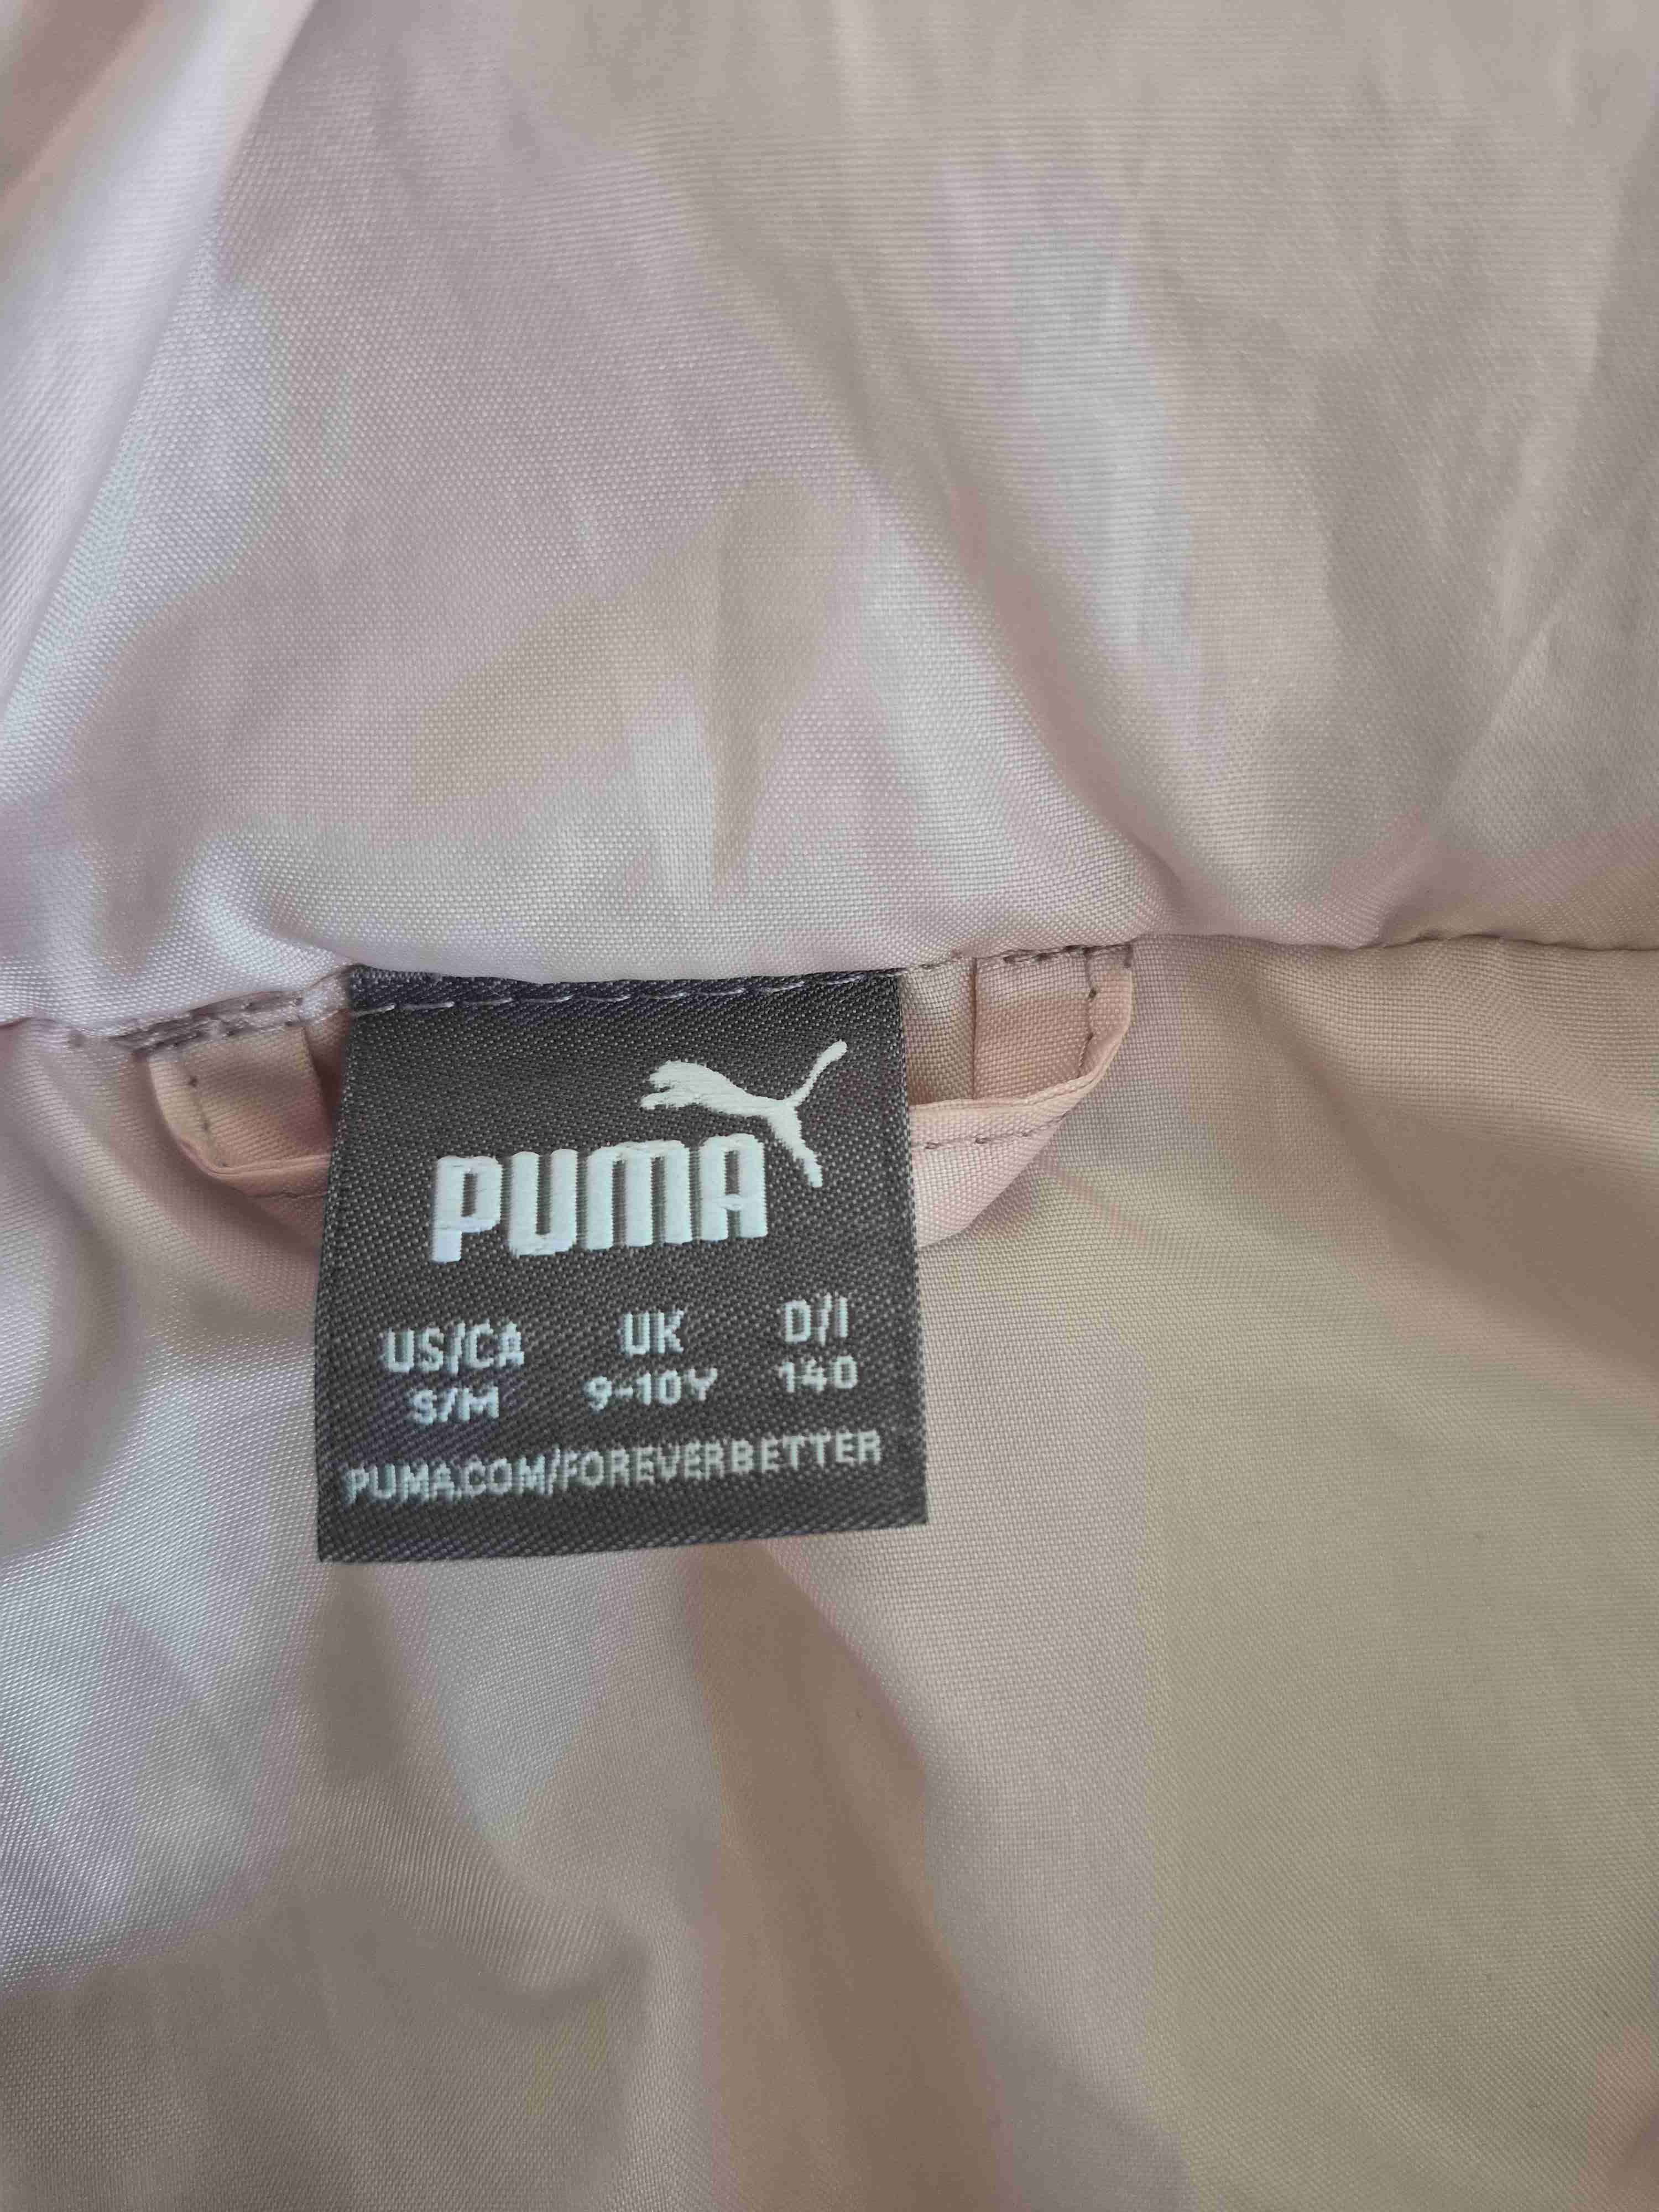 PUMA
US/CA UK D/I
S/M 9-10Y 140
PUMA.COM/FOREVERBETTER